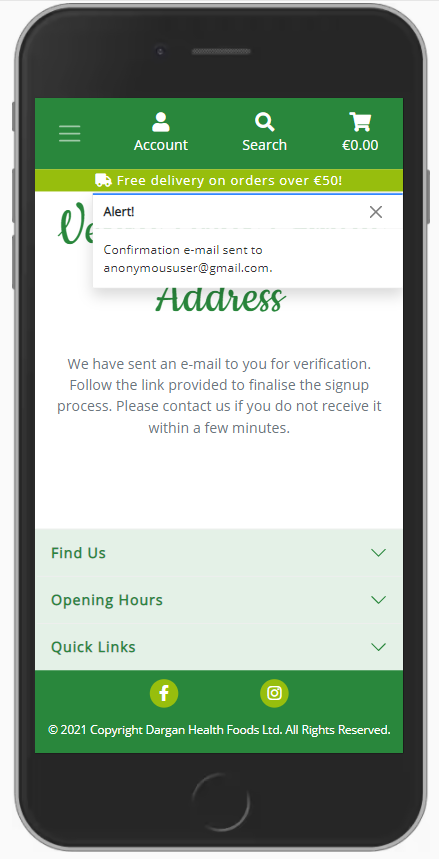 Account
Search
€0.00
Free delivery on orders over €50!
Alert!
Confirmation e-mail sent to
anonymoususer@gmail.com.
Address
We have sent an e-mail to you for verification.
Follow the link provided to finalise the signup
process. Please contact us if you do not receive it
within a few minutes.
Find Us
Opening Hours
Quick Links
© 2021 Copyright Dargan Health Foods Ltd. All Rights Reserved.